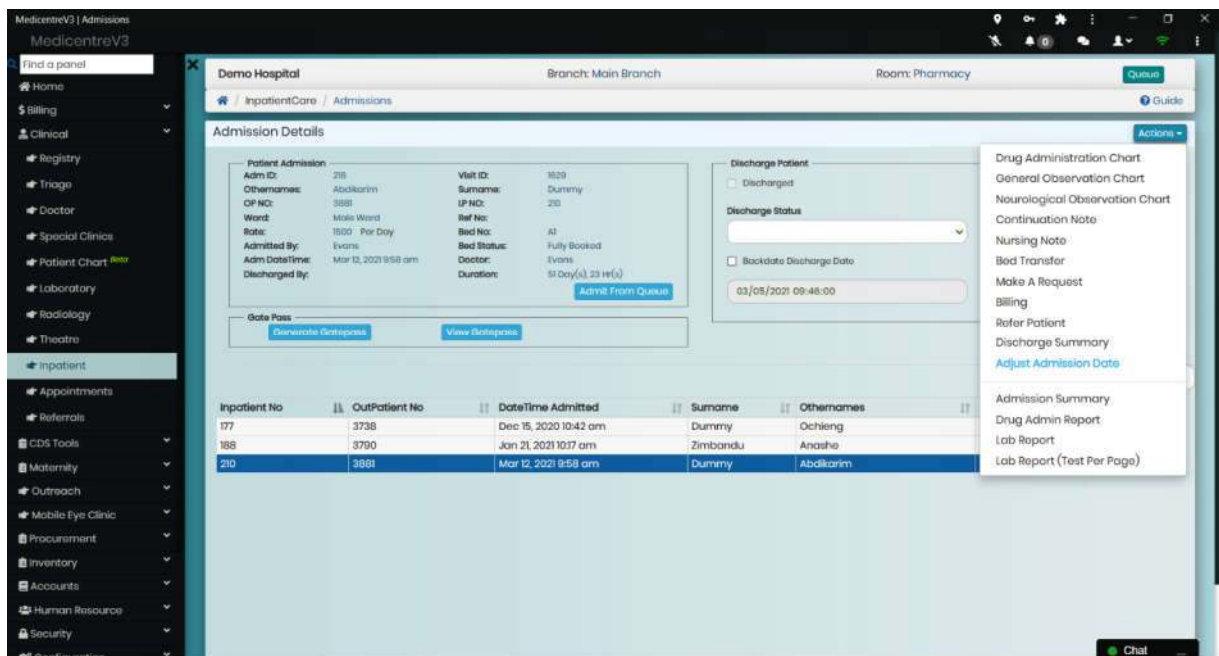 MedicentreV3 | Admissions
MedicentreV3
0
Find a panel
Home
Billing
Clinical
Registry
Triage
Doctor
Special Clinics
Patient Chart Beta
Laboratory
Radiology
Theatre
Inpatient
Appointments
Referrals
CDS Tools
Maternity
Outreach
Mobile Eye Clinic
Procurement
Inventory
Accounts
Human Resource
Security
Configuration
Demo Hospital Branch: Main Branch Room: Pharmacy Queue
/ InpatientCare / Admissions Guide
Admission Details Actions
Patient Admission
Adm ID: 218 Visit ID: 1629
Othernames: Abdikarim Surname: Dummy
OP NO: 3881 I.P NO: 210
Ward: Male Ward Ref No:
Rate: 1500 Per Day Bed No: A1
Admitted By: Evans Bed Status: Fully Booked
Adm DateTime: Mar 12, 2021 9:58 am Doctor: Evans
Discharged By: Duration: 51 Day(s), 23 Hr(s)
Admit From Queue
Gate Pass
Generate Gatepass View Gatepass
Discharge Patient
Discharged
Discharge Status
Backdate Discharge Date
03/05/2021 09:46:00
Drug Administration Chart
General Observation Chart
Neurological Observation Chart
Continuation Note
Nursing Note
Bed Transfer
Make A Request
Billing
Refer Patient
Discharge Summary
Adjust Admission Date
Admission Summary
Drug Admin Report
Lab Report
Lab Report (Test Per Page)
Inpatient No OutPatient No DateTime Admitted Surname Othernames
177 3738 Dec 15, 2020 10:42 am Dummy Ochieng
188 3790 Jan 21, 2021 10:17 am Zimbandu Anashe
210 3881 Mar 12, 2021 9:58 am Dummy Abdikarim
Chat